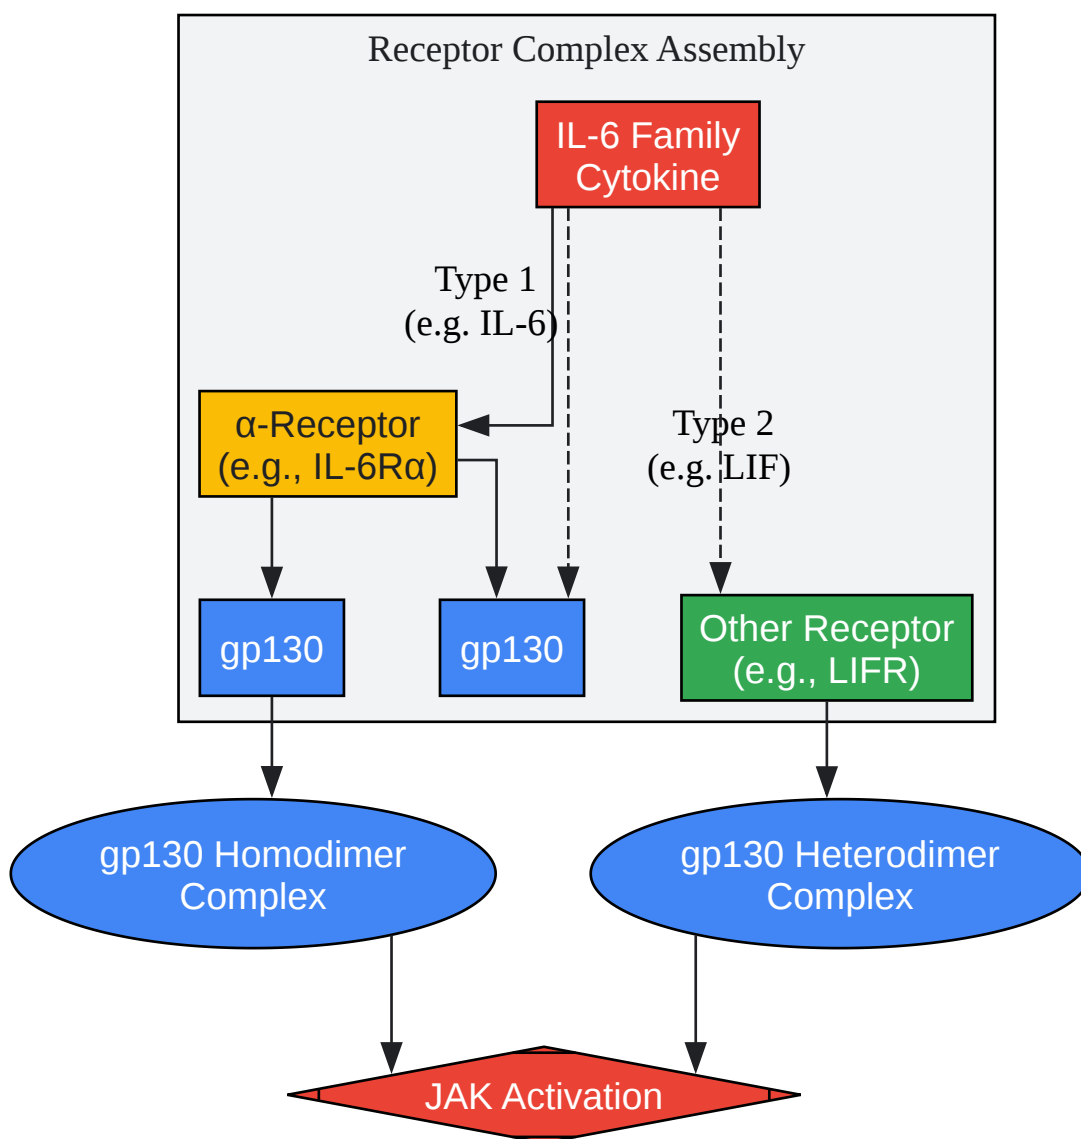 Receptor Complex Assembly
IL-6 Family
Cytokine
Type 1
(e.g. IL-6)
α-Receptor
(e.g., IL-6Rα)
Type 2
(e.g. LIF)
gp130
gp130
Other Receptor
(e.g., LIFR)
gp130 Homodimer
Complex
gp130 Heterodimer
Complex
JAK Activation